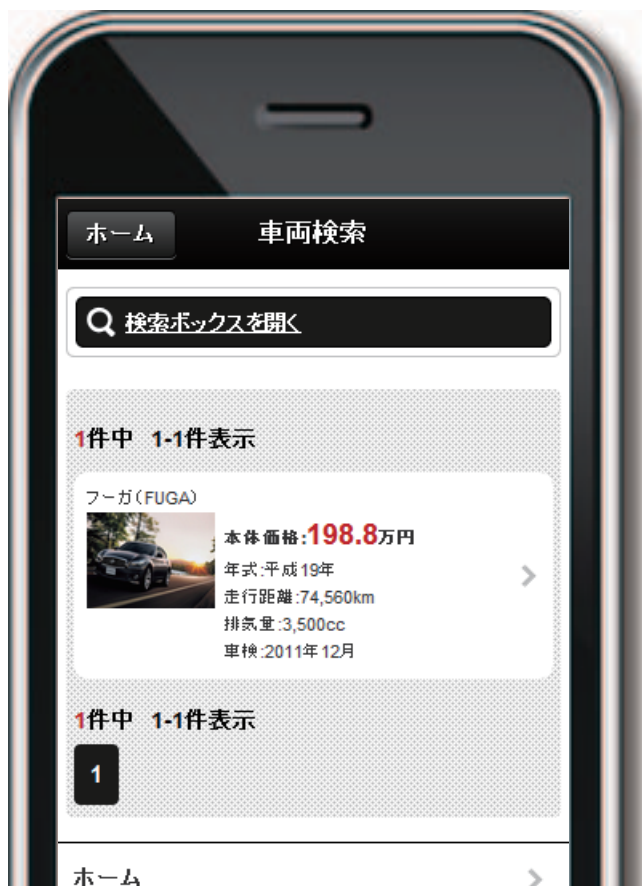 ホーム
車両検索
検索ボックスを開く
1件中 1-1件表示
フーガ(FUGA)
本体価格:198.8万円
年式:平成19年
走行距離:74,560km
排気量:3,500cc
車検:2011年12月
1件中 1-1件表示
1
ホーム